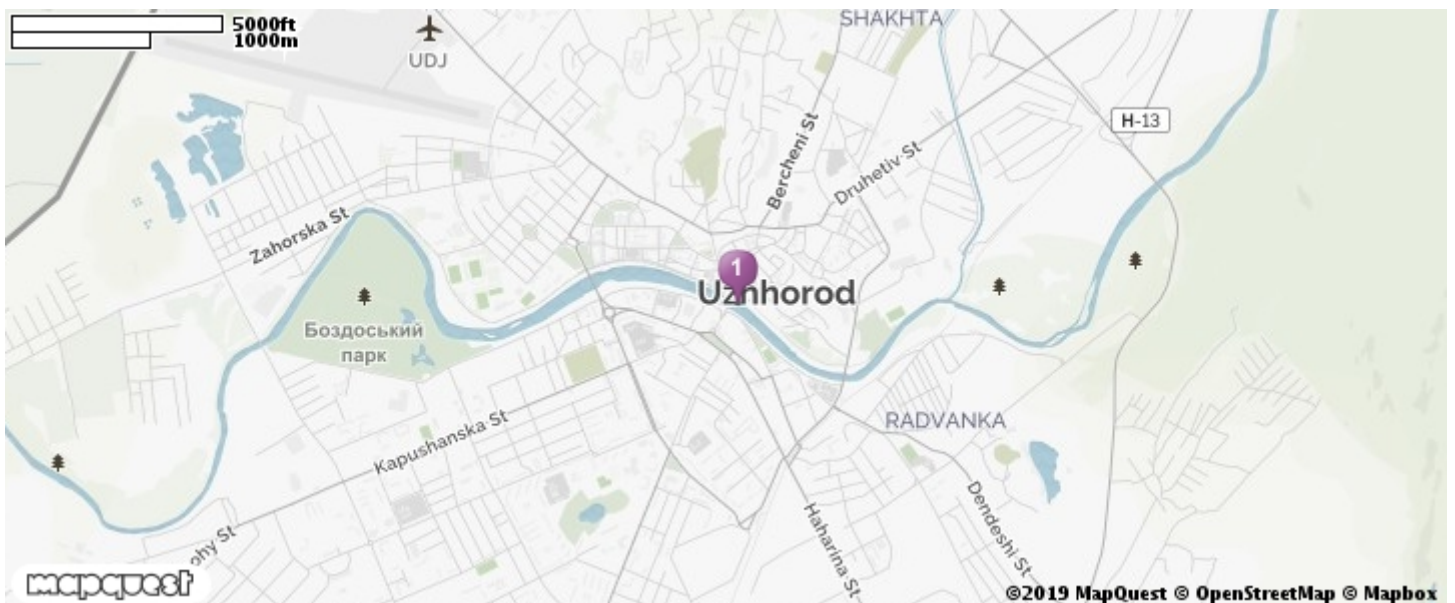 5000ft
1000m
SHAKHTA
UDJ
H-13
Bercheni St
Druhetiv St
Zahorska St
1
Uzhhorod
Боздоський
парк
RADVANKA
Kapushanska St
Dendeshi St
Haharina St
ohy St
mapquest
©2019 MapQuest © OpenStreetMap © Mapbox